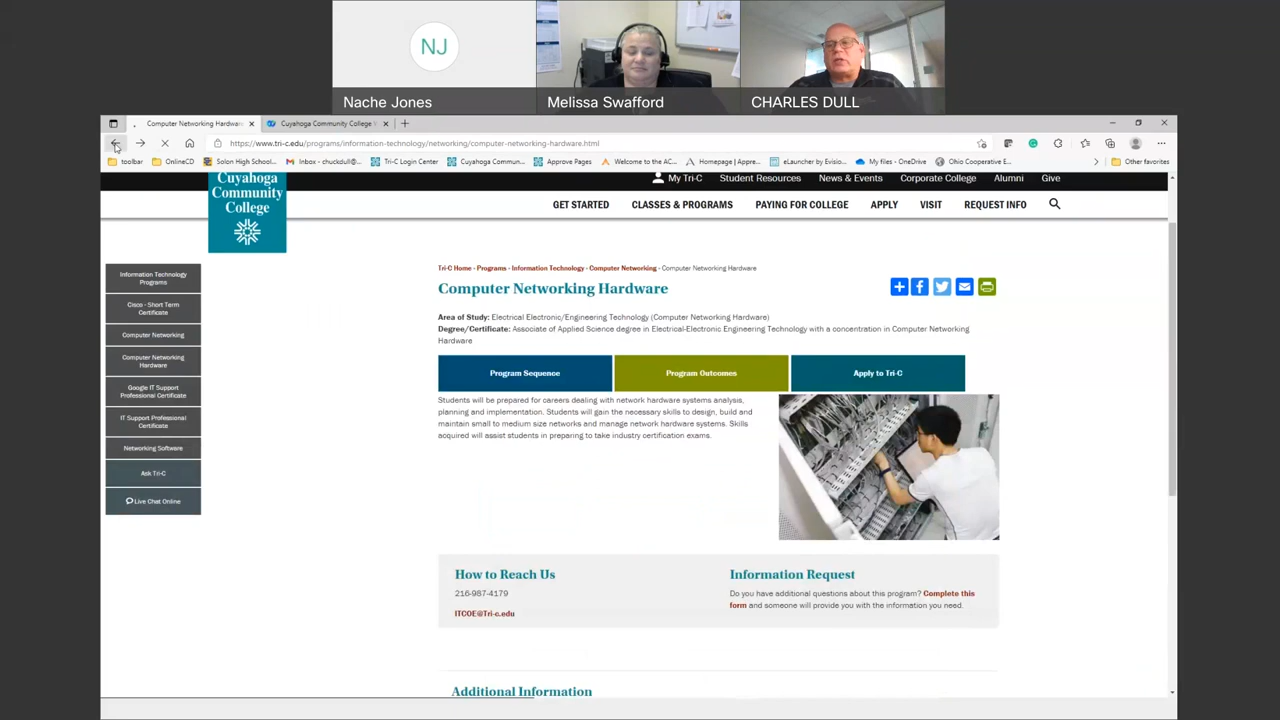 NJ
Nache Jones
Melissa Swafford
CHARLES DULL
Computer Networking Hardware
Cuyahoga Community College
https://www.tri-c.edu/programs/information-technology/networking/computer-networking-hardware.html
toolbar
OnlineCD
Solon High School...
Inbox - chuckdull@...
Tri-C Login Center
Cuyahoga Commun...
Approve Pages
Welcome to the AC...
Homepage | Appre...
eLauncher by Evisio...
My files - OneDrive
Ohio Cooperative E...
Other favorites
Cuyahoga
Community
College
My Tri-C
Student Resources
News & Events
Corporate College
Alumni
Give
GET STARTED
CLASSES & PROGRAMS
PAYING FOR COLLEGE
APPLY
VISIT
REQUEST INFO
Information Technology
Programs
Cisco - Short Term
Certificate
Computer Networking
Computer Networking
Hardware
Google IT Support
Professional Certificate
IT Support Professional
Certificate
Networking Software
Ask Tri-C
Live Chat Online
Tri-C Home - Programs - Information Technology - Computer Networking - Computer Networking Hardware
Computer Networking Hardware
Area of Study: Electrical Electronic/Engineering Technology (Computer Networking Hardware)
Degree/Certificate: Associate of Applied Science degree in Electrical-Electronic Engineering Technology with a concentration in Computer Networking
Hardware
Program Sequence
Program Outcomes
Apply to Tri-C
Students will be prepared for careers dealing with network hardware systems analysis,
planning and implementation. Students will gain the necessary skills to design, build and
maintain small to medium size networks and manage network hardware systems. Skills
acquired will assist students in preparing to take industry certification exams.
How to Reach Us
216-987-4179
ITCOE@Tri-c.edu
Information Request
Do you have additional questions about this program? Complete this
form and someone will provide you with the information you need.
Additional Information